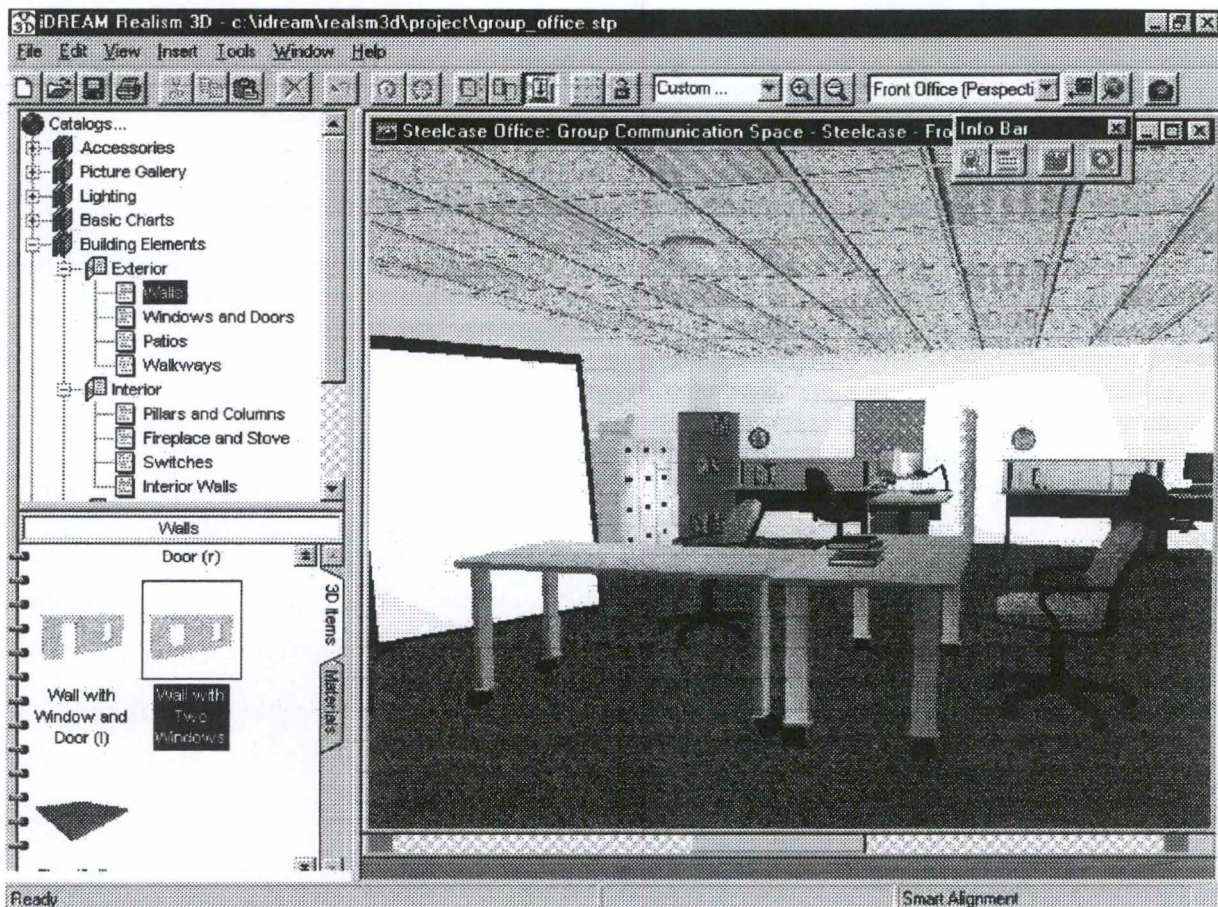 iDREAM Realism 3D - c:\idream\realsm3d\project\group_office.stp
File Edit View Insert Tools Window Help
Custom ...
Front Office (Perspecti
Catalogs...
Accessories
Picture Gallery
Lighting
Basic Charts
Building Elements
Exterior
Walls
Windows and Doors
Patios
Walkways
Interior
Pillars and Columns
Fireplace and Stove
Switches
Interior Walls
Walls
Door (r)
Wall with
Window and
Door (l)
Wall with
Two
Windows
3D Items
Materials
Steelcase Office: Group Communication Space - Steelcase - Fro
Info Bar
Ready
Smart Alignment